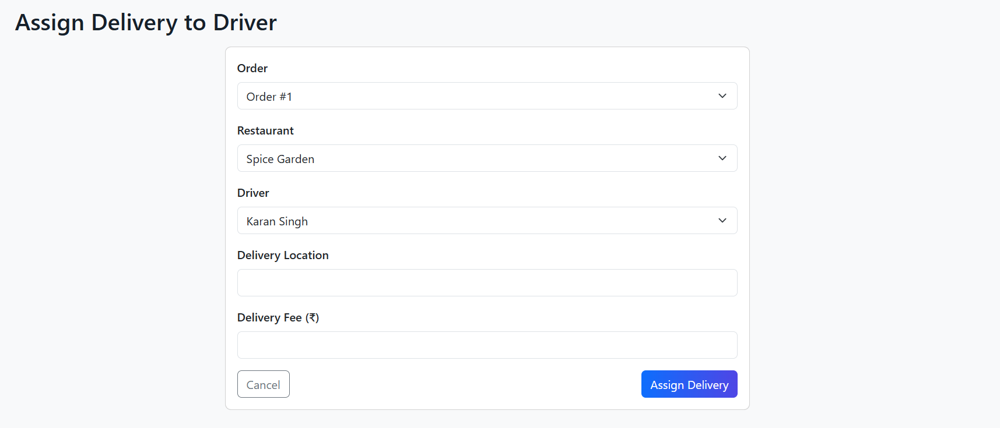 Assign Delivery to Driver
Order
Order #1
Restaurant
Spice Garden
Driver
Karan Singh
Delivery Location
Delivery Fee (₹)
Cancel
Assign Delivery